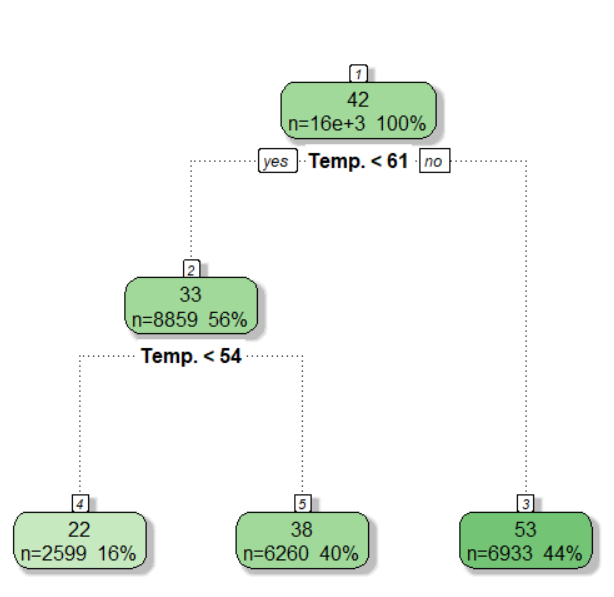 1
42
n=16e+3 100%
yes Temp. < 61 no
2
33
n=8859 56%
Temp. < 54
4
22
n=2599 16%
5
38
n=6260 40%
3
53
n=6933 44%